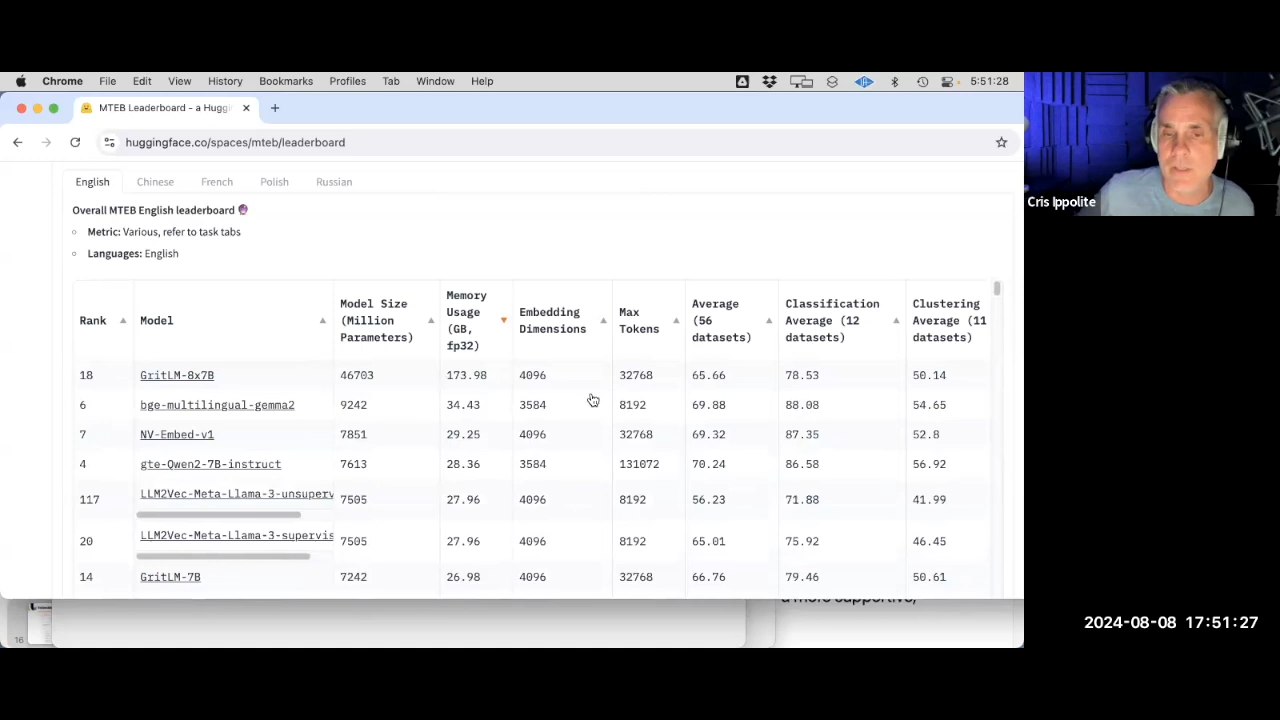 Chrome File Edit View History Bookmarks Profiles Tab Window Help 5:51:28
MTEB Leaderboard - a Huggi
huggingface.co/spaces/mteb/leaderboard
Cris Ippolite
English Chinese French Polish Russian
Overall MTEB English leaderboard
Metric: Various, refer to task tabs
Languages: English
Rank Model Model Size (Million Parameters) Memory Usage (GB, fp32) Embedding Dimensions Max Tokens Average (56 datasets) Classification Average (12 datasets) Clustering Average (11 datasets)
18 GritLM-8x7B 46703 173.98 4096 32768 65.66 78.53 50.14
6 bge-multilingual-gemma2 9242 34.43 3584 8192 69.88 88.08 54.65
7 NV-Embed-v1 7851 29.25 4096 32768 69.32 87.35 52.8
4 gte-Qwen2-7B-instruct 7613 28.36 3584 131072 70.24 86.58 56.92
117 LLM2Vec-Meta-Llama-3-unsuperv 7505 27.96 4096 8192 56.23 71.88 41.99
20 LLM2Vec-Meta-Llama-3-supervis 7505 27.96 4096 8192 65.01 75.92 46.45
14 GritLM-7B 7242 26.98 4096 32768 66.76 79.46 50.61
a more supportive,
16
2024-08-08 17:51:27